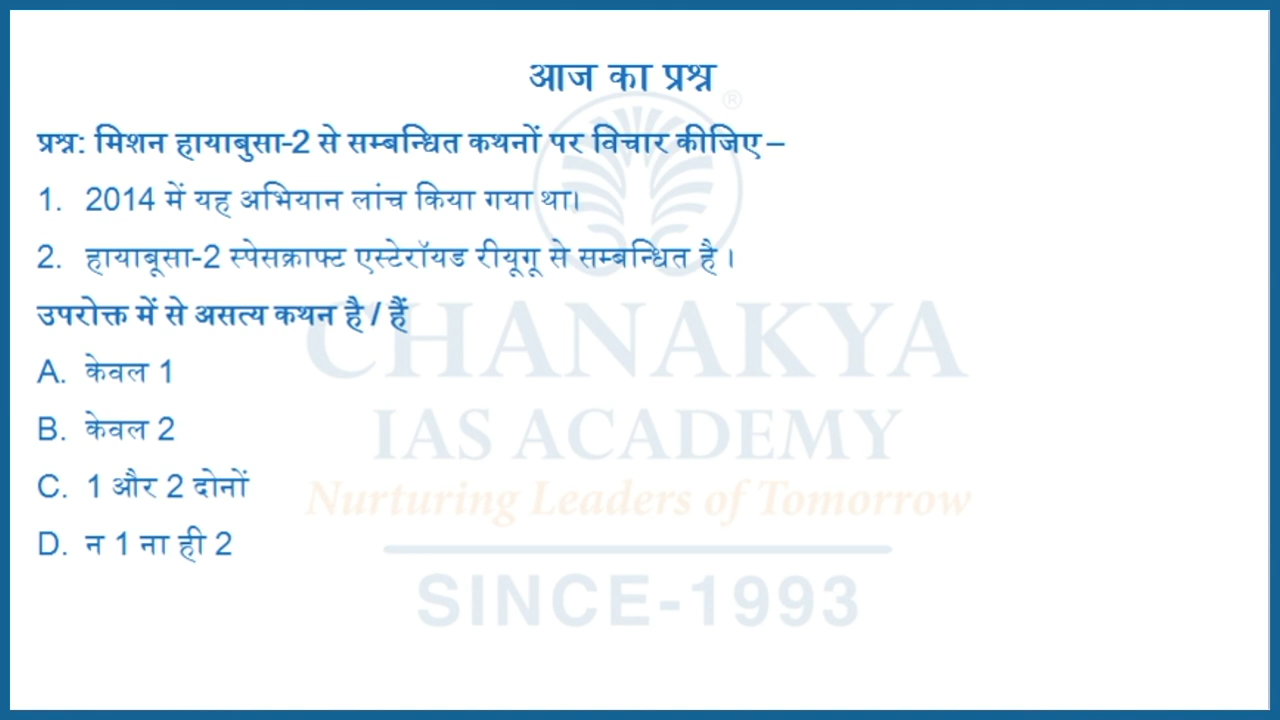 आज का प्रश्न
®
प्रश्न: मिशन हायाबुसा-2 से सम्बन्धित कथनों पर विचार कीजिए –
1. 2014 में यह अभियान लांच किया गया था।
2. हायाबूसा-2 स्पेसक्राफ्ट एस्टेरॉयड रीयूगू से सम्बन्धित है ।
उपरोक्त में से असत्य कथन है / हैं
CHANAKYA
A. केवल 1
B. केवल 2
IAS ACADEMY
C. 1 और 2 दोनों
Nurturing Leaders of Tomorrow
D. न 1 ना ही 2
SINCE-1993